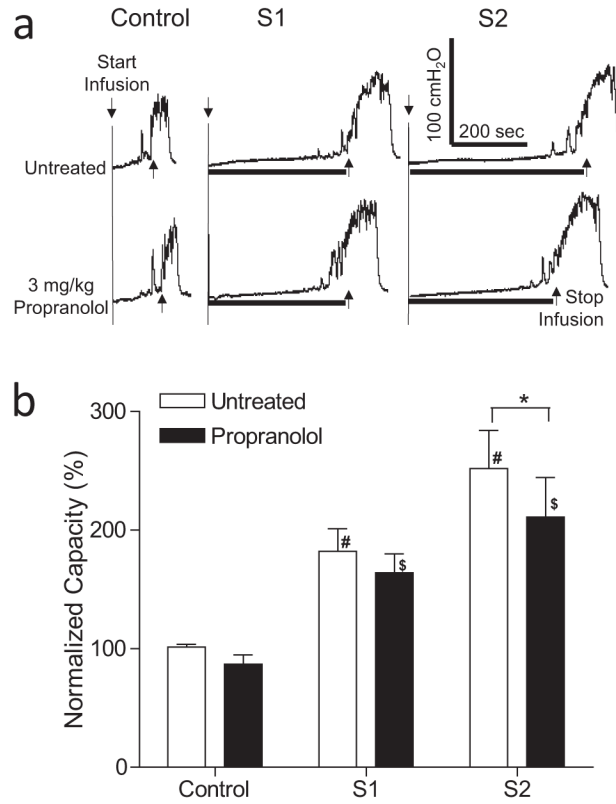 a
Control S1 S2
Start
Infusion
100 cmH₂O
200 sec
Untreated
3 mg/kg
Propranolol
Stop
Infusion
b
Untreated
Propranolol
Normalized Capacity (%)
300
200
100
0
*
# $ # $
Control S1 S2